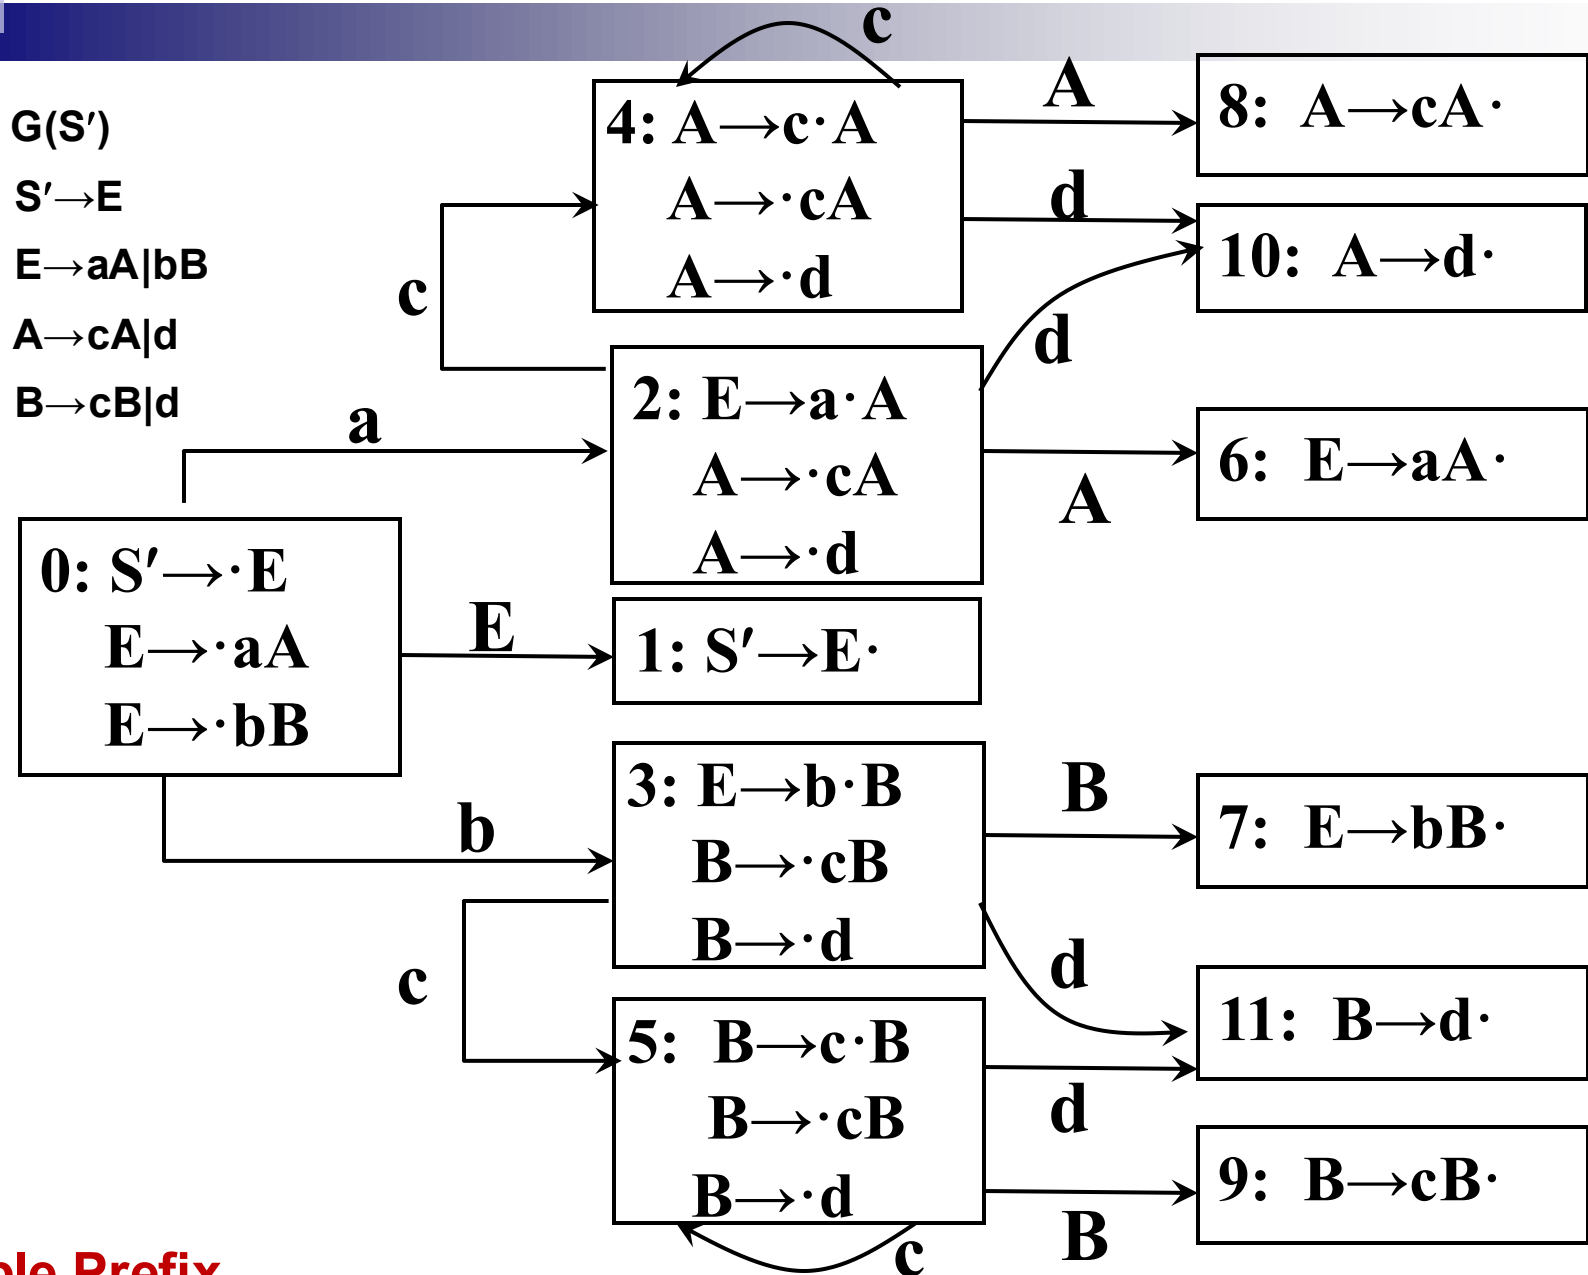 G(S′)
S′→E
E→aA|bB
A→cA|d
B→cB|d
c
4: A→c·A
A→·cA
A→·d
A
8: A→cA·
d
10: A→d·
c
d
2: E→a·A
A→·cA
A→·d
a
A
6: E→aA·
0: S′→·E
E→·aA
E→·bB
E
1: S′→E·
b
3: E→b·B
B→·cB
B→·d
B
7: E→bB·
c
d
11: B→d·
5: B→c·B
B→·cB
B→·d
d
9: B→cB·
B
c
Prefix